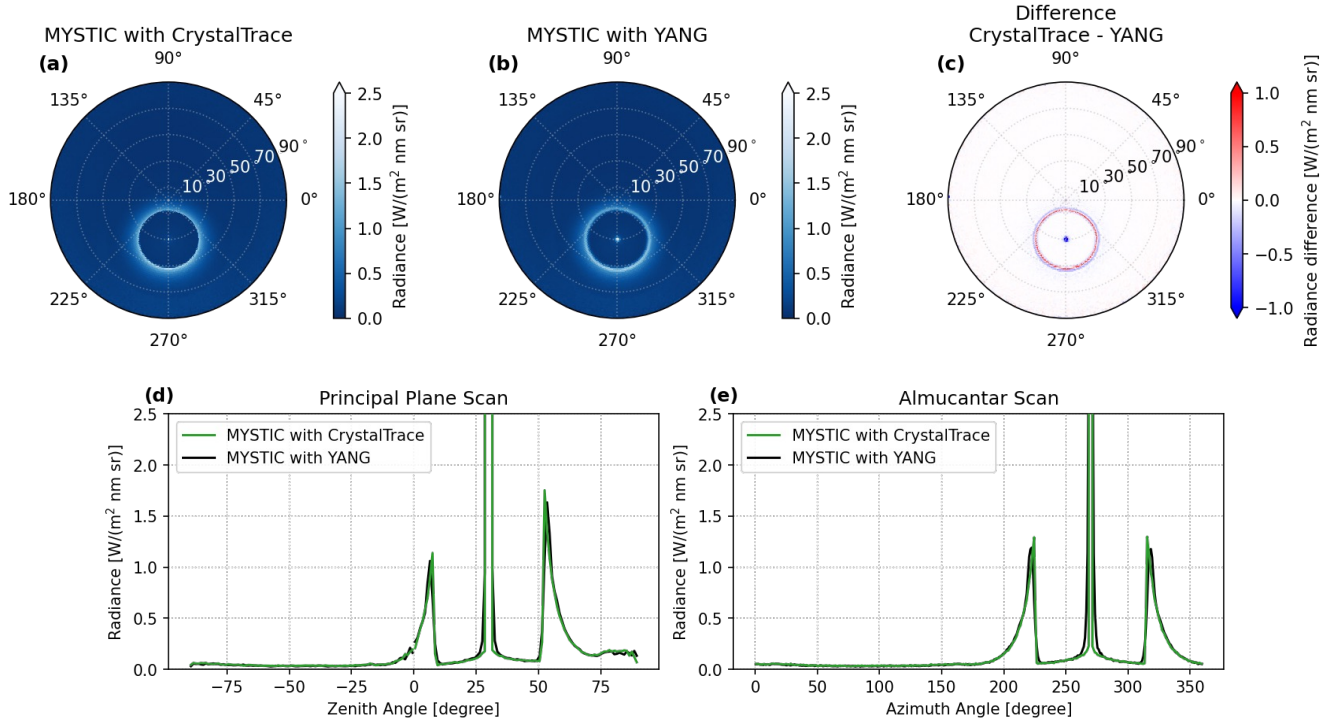 MYSTIC with CrystalTrace
(a)
90°
135°
45°
180°
0°
225°
315°
270°
10°
30°
50°
70°
90°
2.5
2.0
1.5
1.0
0.5
0.0
Radiance [W/(m² nm sr)]
MYSTIC with YANG
(b)
90°
135°
45°
180°
0°
225°
315°
270°
10°
30°
50°
70°
90°
2.5
2.0
1.5
1.0
0.5
0.0
Radiance [W/(m² nm sr)]
Difference
CrystalTrace - YANG
(c)
90°
135°
45°
180°
0°
225°
315°
270°
10°
30°
50°
70°
90°
1.0
0.5
0.0
−0.5
−1.0
Radiance difference [W/(m² nm sr)]
(d)
Principal Plane Scan
MYSTIC with CrystalTrace
MYSTIC with YANG
2.5
2.0
1.5
1.0
0.5
0.0
Radiance [W/(m² nm sr)]
−75 −50 −25 0 25 50 75
Zenith Angle [degree]
(e)
Almucantar Scan
MYSTIC with CrystalTrace
MYSTIC with YANG
2.5
2.0
1.5
1.0
0.5
0.0
Radiance [W/(m² nm sr)]
0 50 100 150 200 250 300 350
Azimuth Angle [degree]